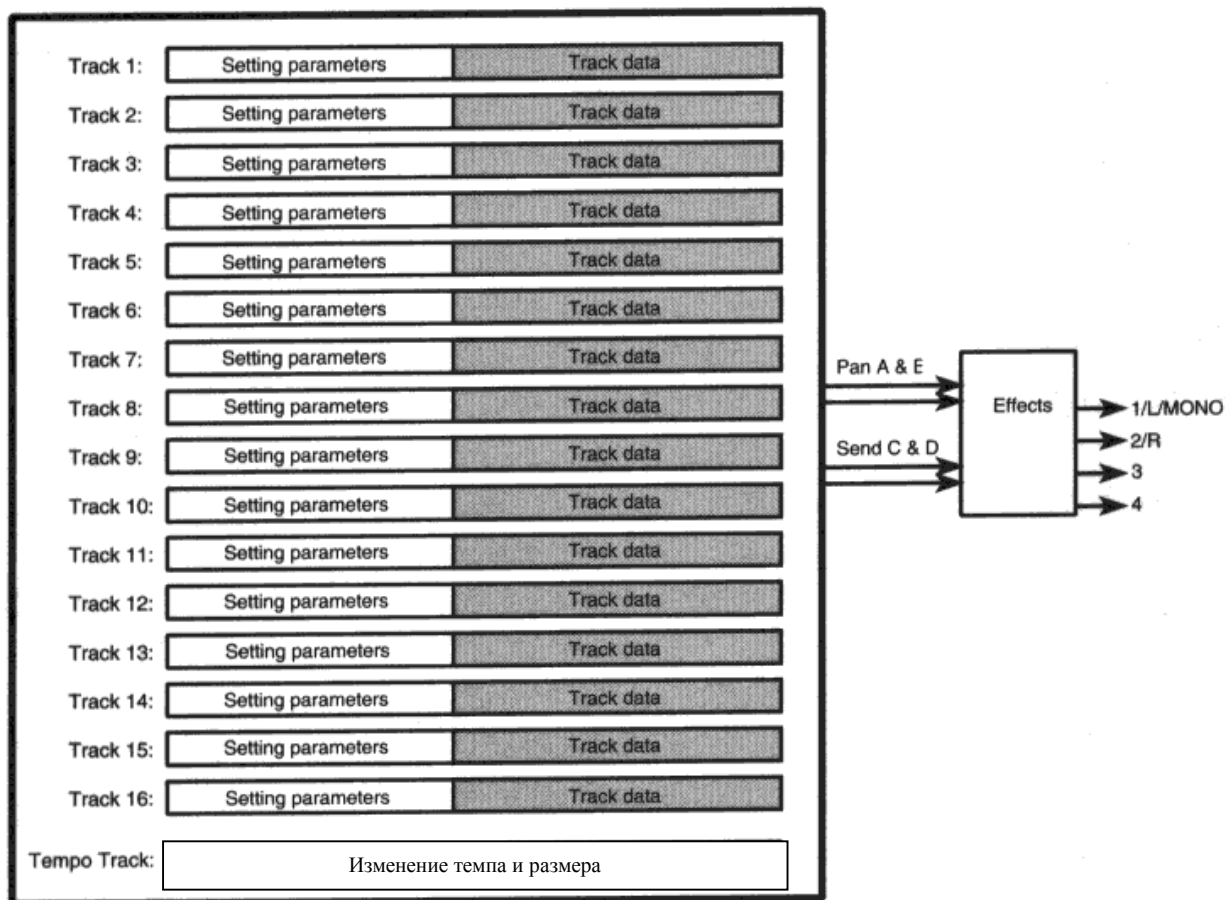 Track 1: Setting parameters Track data
Track 2: Setting parameters Track data
Track 3: Setting parameters Track data
Track 4: Setting parameters Track data
Track 5: Setting parameters Track data
Track 6: Setting parameters Track data
Track 7: Setting parameters Track data
Track 8: Setting parameters Track data
Track 9: Setting parameters Track data
Track 10: Setting parameters Track data
Track 11: Setting parameters Track data
Track 12: Setting parameters Track data
Track 13: Setting parameters Track data
Track 14: Setting parameters Track data
Track 15: Setting parameters Track data
Track 16: Setting parameters Track data
Tempo Track: Изменение темпа и размера
Pan A & E
Send C & D
Effects
1/L/MONO
2/R
3
4